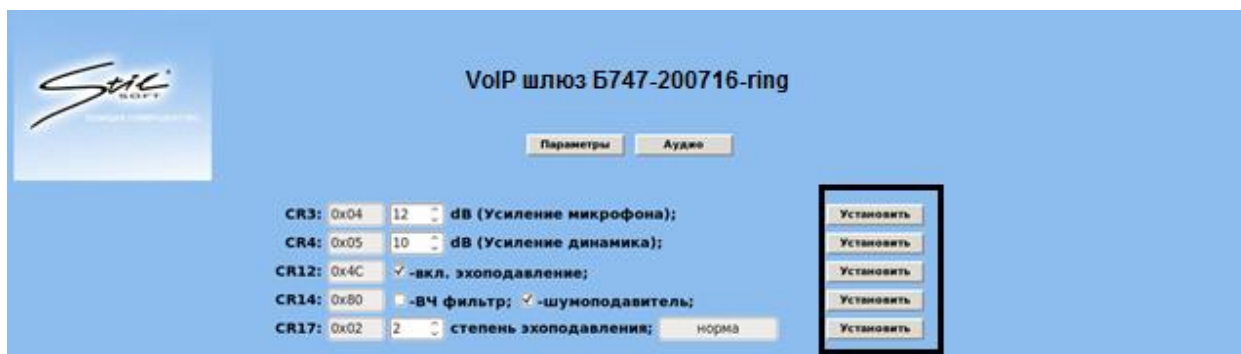 Stil
SOFT
VoIP шлюз Б747-200716-ring
Параметры Аудио
CR3: 0x04 12 dB (Усиление микрофона); Установить
CR4: 0x05 10 dB (Усиление динамика); Установить
CR12: 0x4C -вкл. эхоподавление; Установить
CR14: 0x80 -ВЧ фильтр; -шумоподавитель; Установить
CR17: 0x02 2 степень эхоподавления; норма Установить